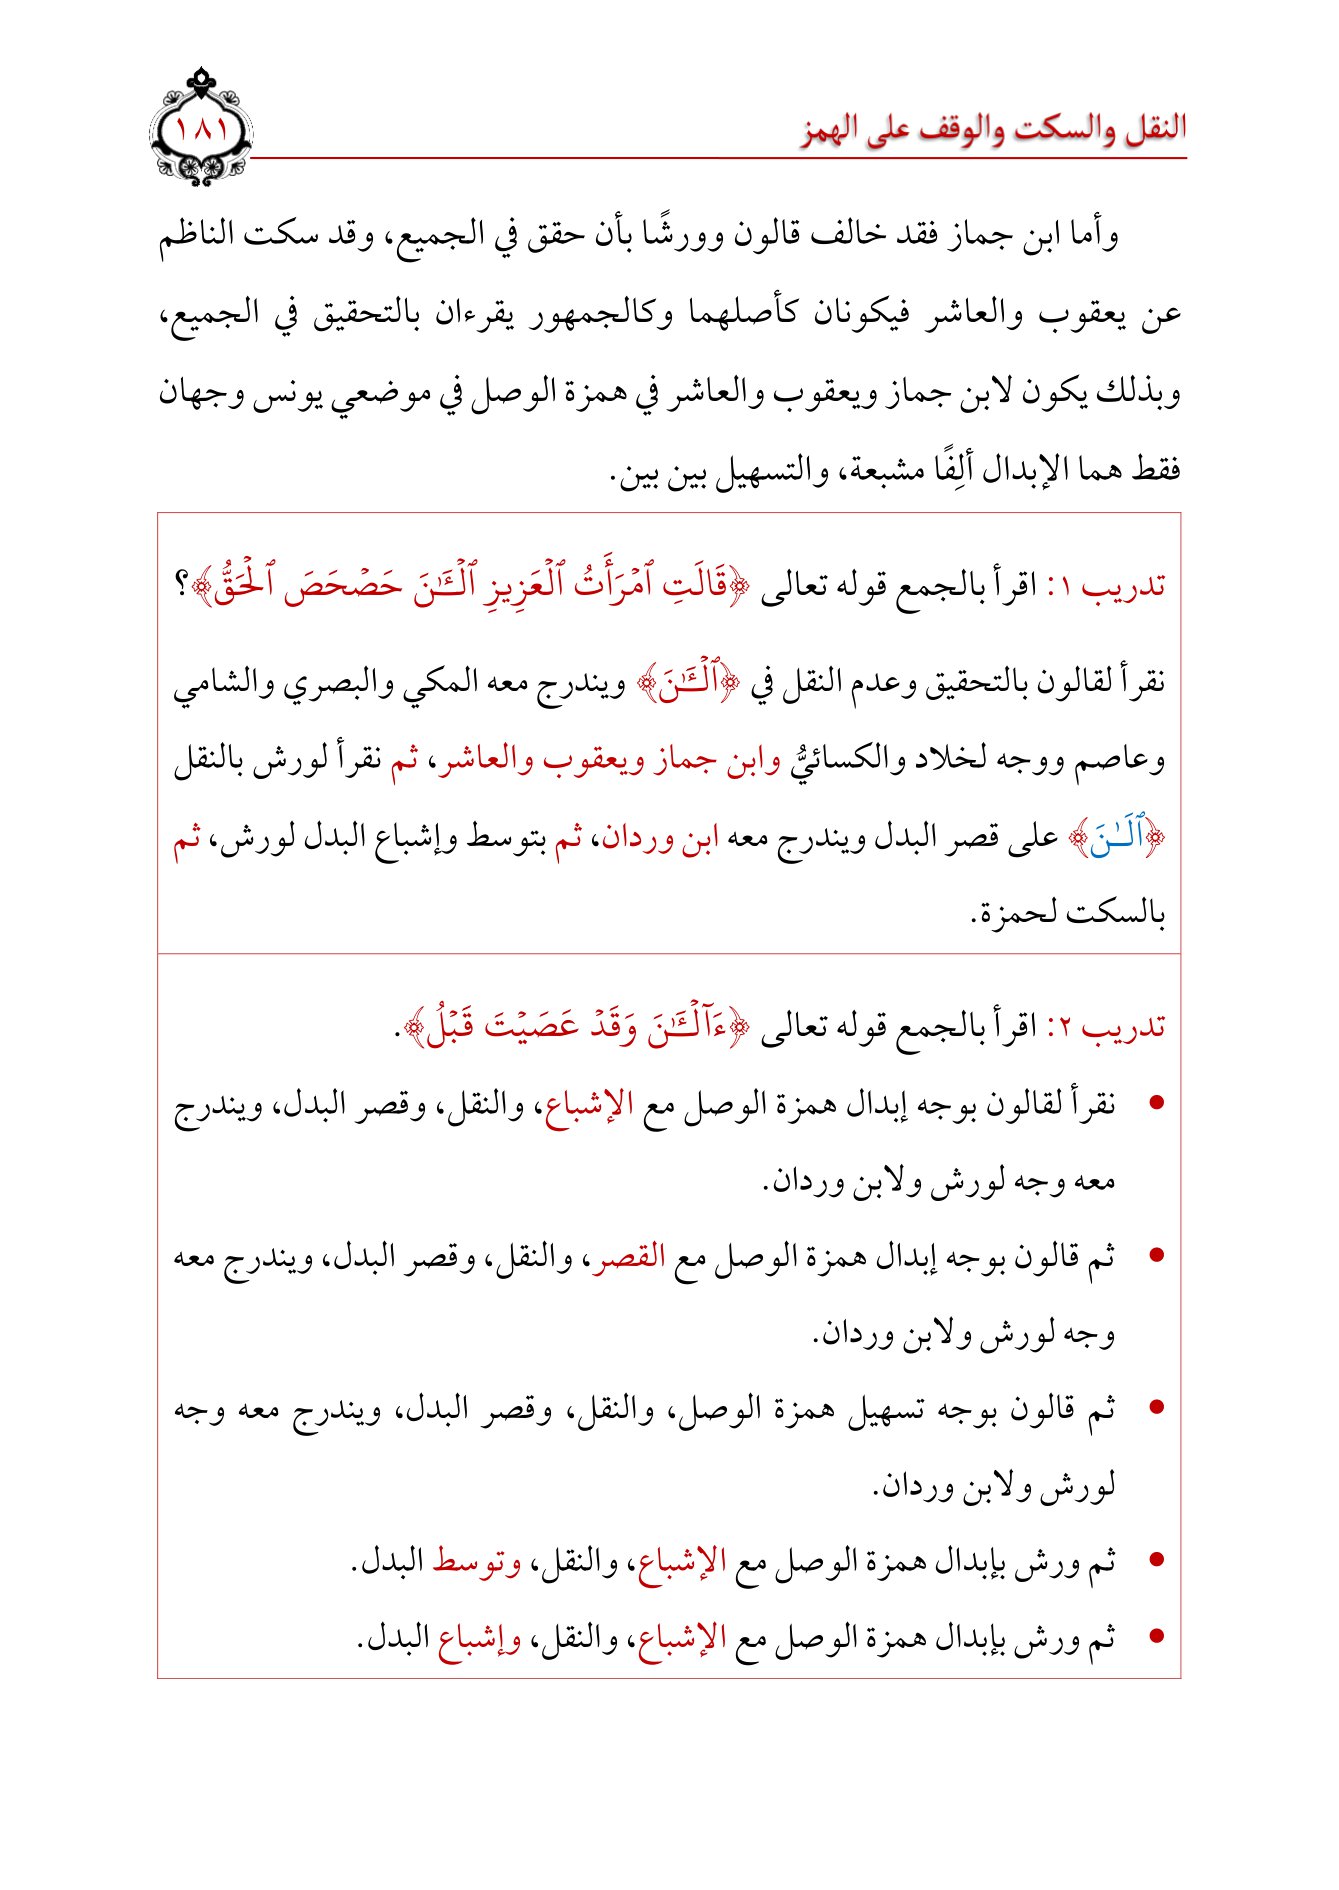 النقل والسكت والوقف على الهمز
١٨١
وأما ابن جماز فقد خالف قالون وورشًا بأن حقق في الجميع، وقد سكت الناظم
عن يعقوب والعاشر فيكونان كأصلهما وكالجمهور يقرءان بالتحقيق في الجميع،
وبذلك يكون لابن جماز ويعقوب والعاشر في همزة الوصل في موضعي يونس وجهان
فقط هما الإبدال ألِفًا مشبعة، والتسهيل بين بين.
تدريب ١: اقرأ بالجمع قوله تعالى ﴿قَالَتِ ٱمۡرَأَتُ ٱلۡعَزِيزِ ٱلۡـَٰٔنَ حَصۡحَصَ ٱلۡحَقُّ﴾؟
نقرأ لقالون بالتحقيق وعدم النقل في ﴿ٱلۡـَٰٔنَ﴾ ويندرج معه المكي والبصري والشامي
وعاصم ووجه لخلاد والكسائيُّ وابن جماز ويعقوب والعاشر، ثم نقرأ لورش بالنقل
﴿ٱلَـٰنَ﴾ على قصر البدل ويندرج معه ابن وردان، ثم بتوسط وإشباع البدل لورش، ثم
بالسكت لحمزة.
تدريب ٢: اقرأ بالجمع قوله تعالى ﴿ءَآلۡـَٰٔنَ وَقَدۡ عَصَيۡتَ قَبۡلُ﴾.
• نقرأ لقالون بوجه إبدال همزة الوصل مع الإشباع، والنقل، وقصر البدل، ويندرج
معه وجه لورش ولابن وردان.
• ثم قالون بوجه إبدال همزة الوصل مع القصر، والنقل، وقصر البدل، ويندرج معه
وجه لورش ولابن وردان.
• ثم قالون بوجه تسهيل همزة الوصل، والنقل، وقصر البدل، ويندرج معه وجه
لورش ولابن وردان.
• ثم ورش بإبدال همزة الوصل مع الإشباع، والنقل، وتوسط البدل.
• ثم ورش بإبدال همزة الوصل مع الإشباع، والنقل، وإشباع البدل.